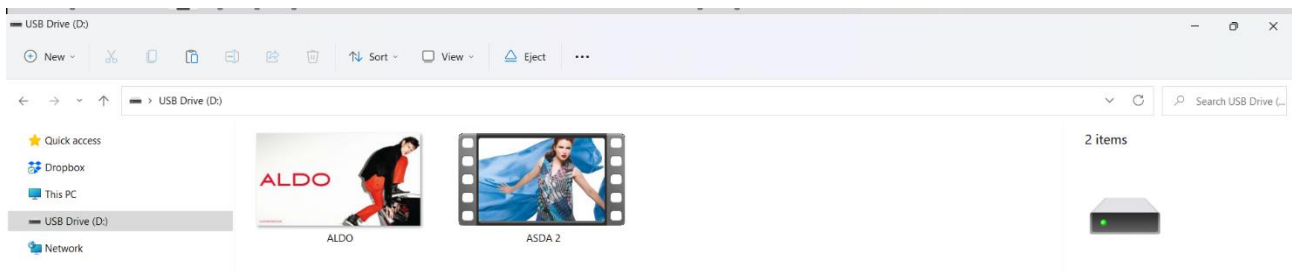 USB Drive (D:)
New
Sort
View
Eject
USB Drive (D:)
Search USB Drive (...
Quick access
Dropbox
This PC
USB Drive (D:)
Network
2 items
ALDO
ALDO
ASDA 2